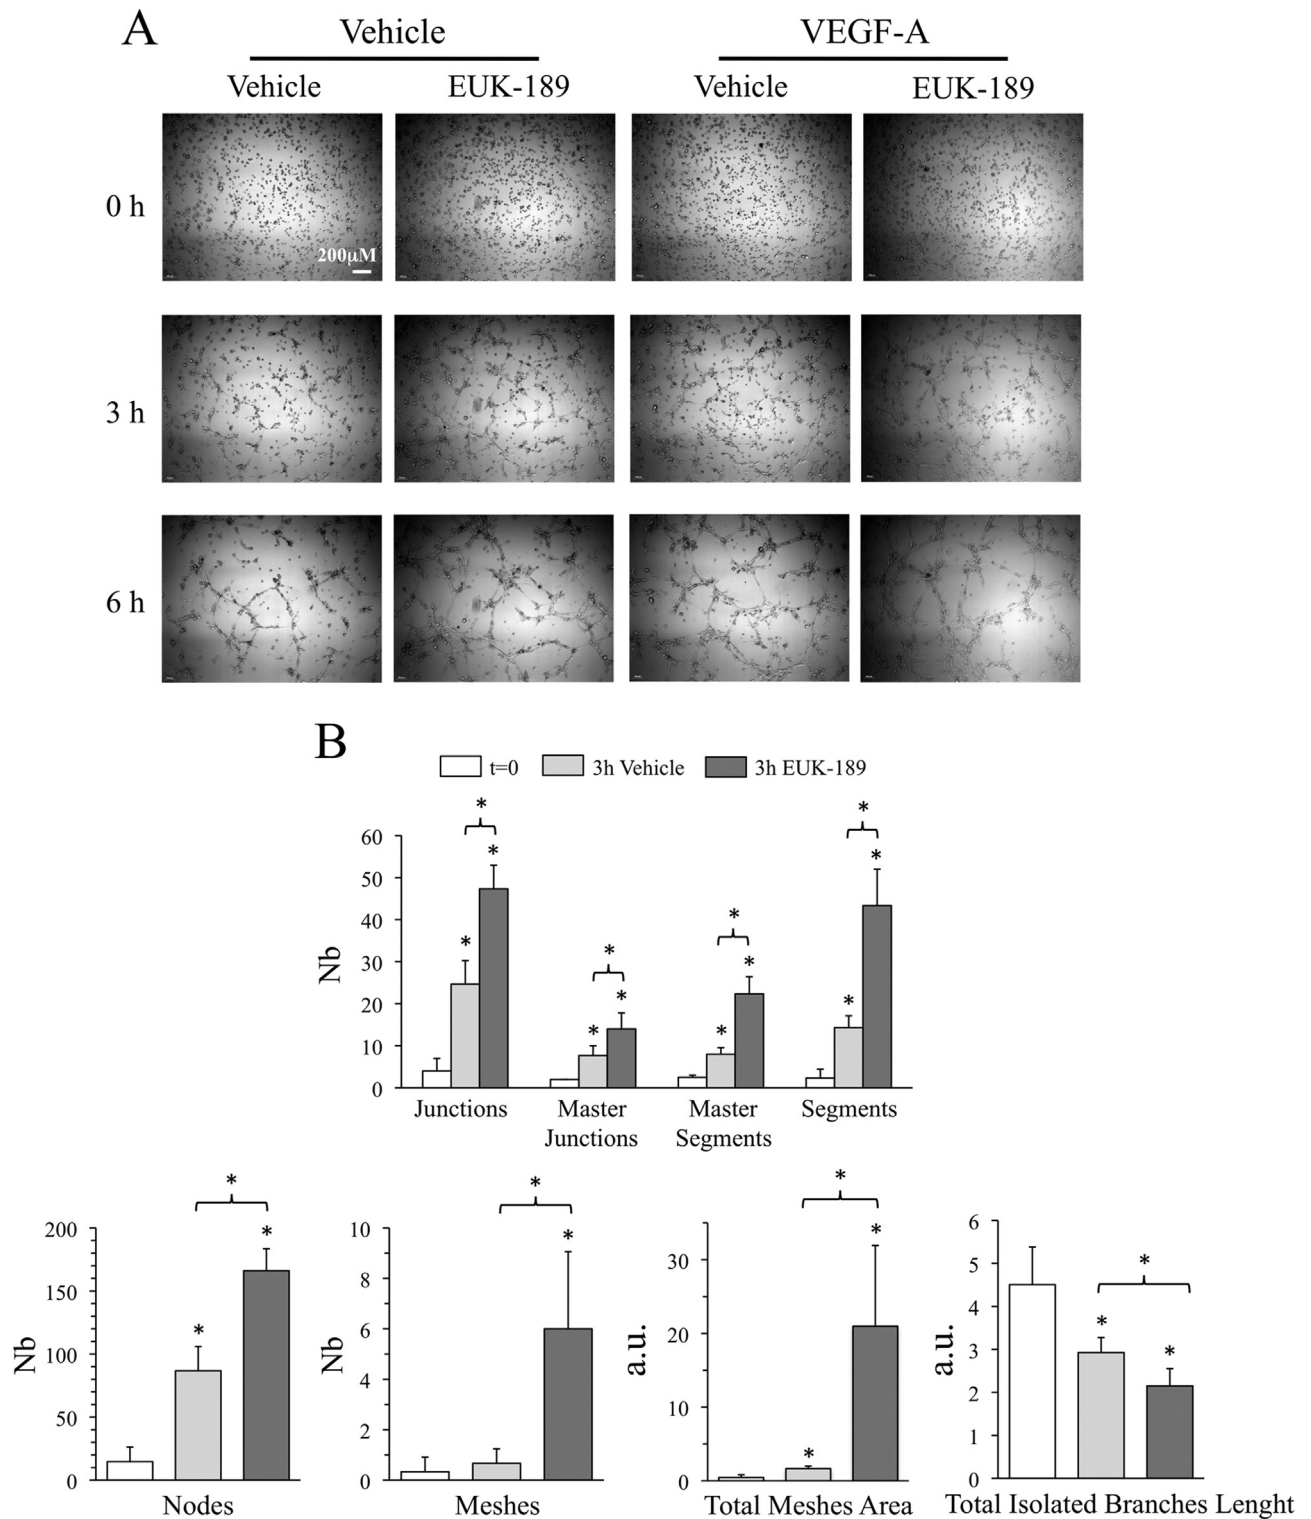 A
Vehicle VEGF-A
Vehicle EUK-189 Vehicle EUK-189
0 h
200µM
3 h
6 h
B
t=0 3h Vehicle 3h EUK-189
* *
60
50
40
30
20
10
0
Nb
* * * *
* * *
* * *
Junctions Master Junctions Master Segments Segments
* * * *
200
150
100
50
0
Nb
* *
Nodes
10
8
6
4
2
0
Nb
*
Meshes
30
20
10
0
a.u.
* *
Total Meshes Area
6
5
4
3
2
1
0
a.u.
* *
Total Isolated Branches Lenght